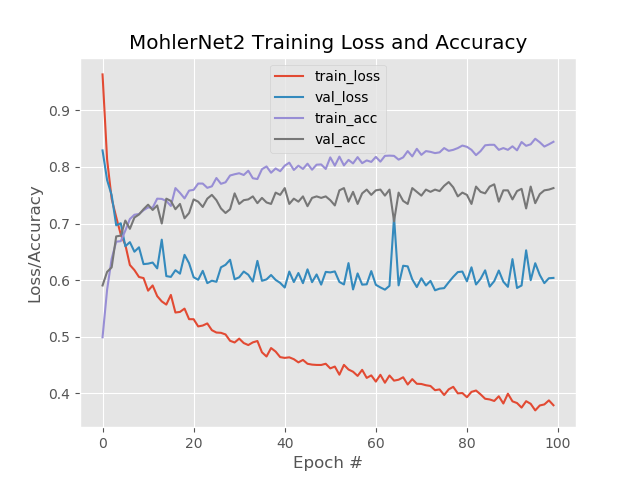 MohlerNet2 Training Loss and Accuracy
train_loss
val_loss
train_acc
val_acc
0.9
0.8
0.7
0.6
0.5
0.4
Loss/Accuracy
0 20 40 60 80 100
Epoch #